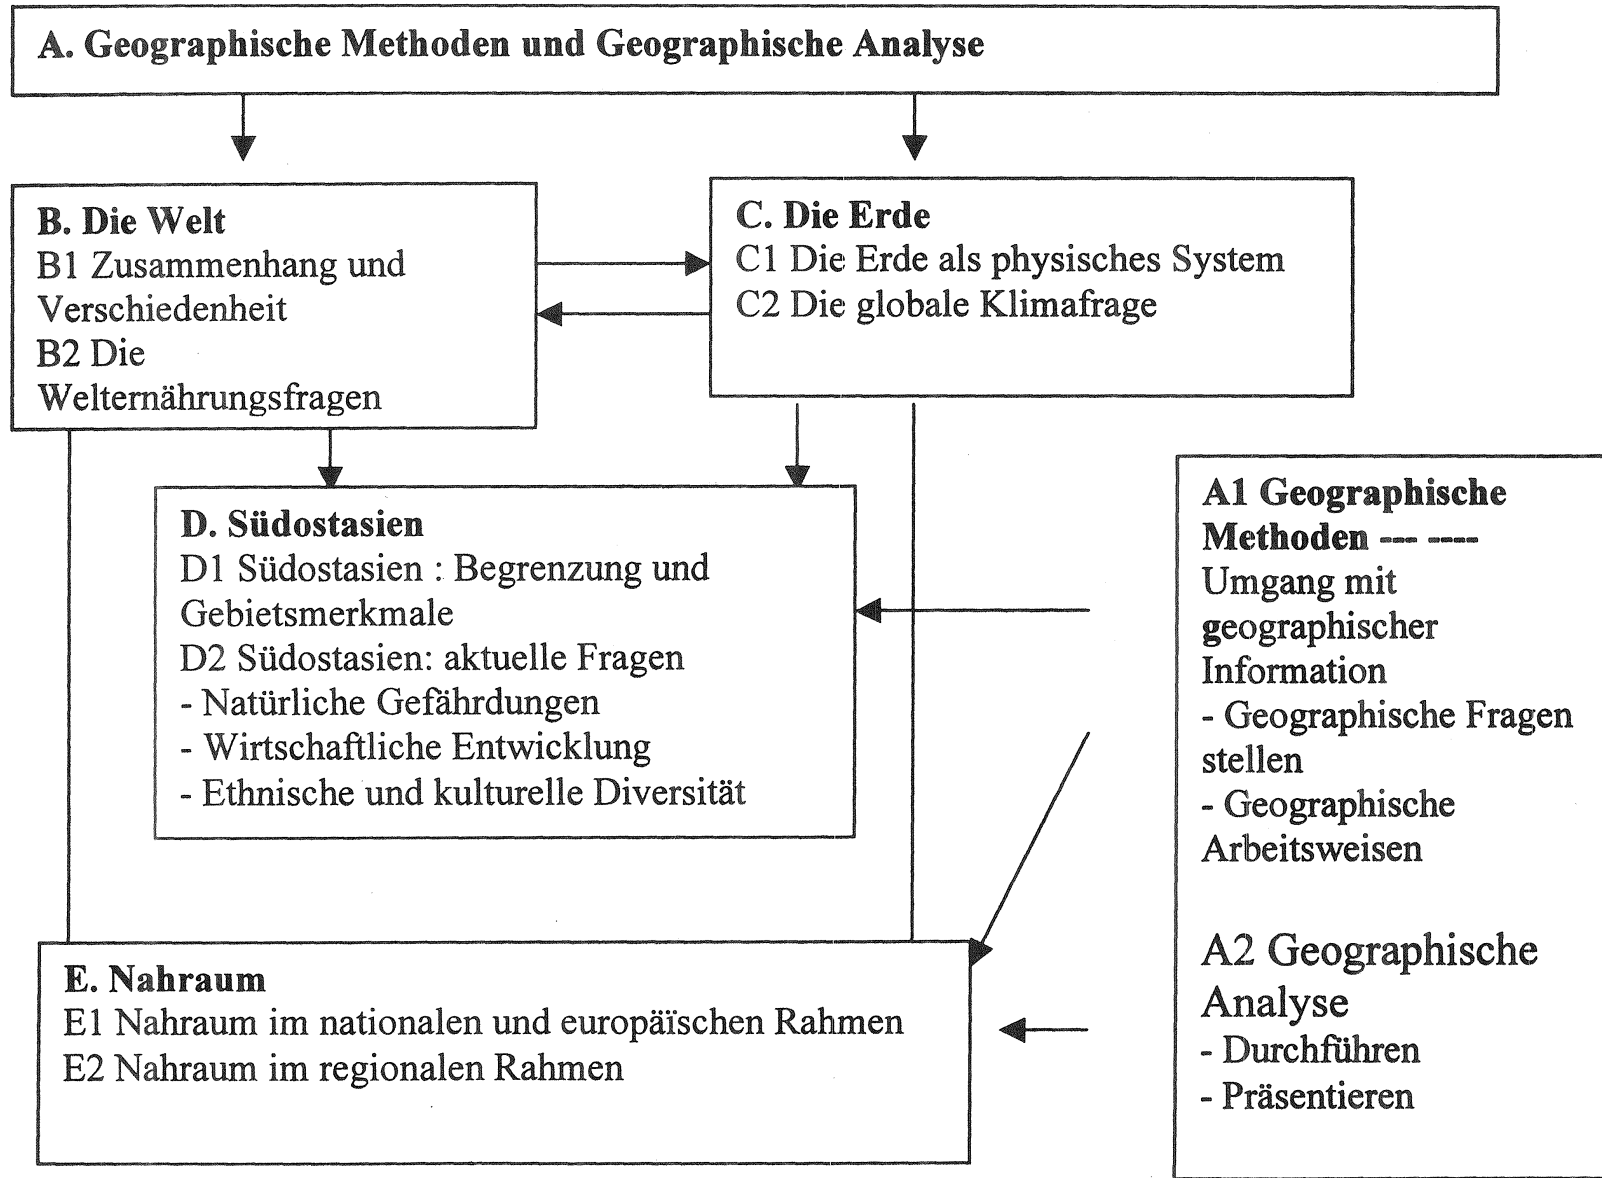 A. Geographische Methoden und Geographische Analyse
B. Die Welt
B1 Zusammenhang und
Verschiedenheit
B2 Die
Welternährungsfragen
C. Die Erde
C1 Die Erde als physisches System
C2 Die globale Klimafrage
D. Südostasien
D1 Südostasien : Begrenzung und
Gebietsmerkmale
D2 Südostasien: aktuelle Fragen
- Natürliche Gefährdungen
- Wirtschaftliche Entwicklung
- Ethnische und kulturelle Diversität
A1 Geographische
Methoden --- ----
Umgang mit
geographischer
Information
- Geographische Fragen
stellen
- Geographische
Arbeitsweisen
A2 Geographische
Analyse
- Durchführen
- Präsentieren
E. Nahraum
E1 Nahraum im nationalen und europäïschen Rahmen
E2 Nahraum im regionalen Rahmen